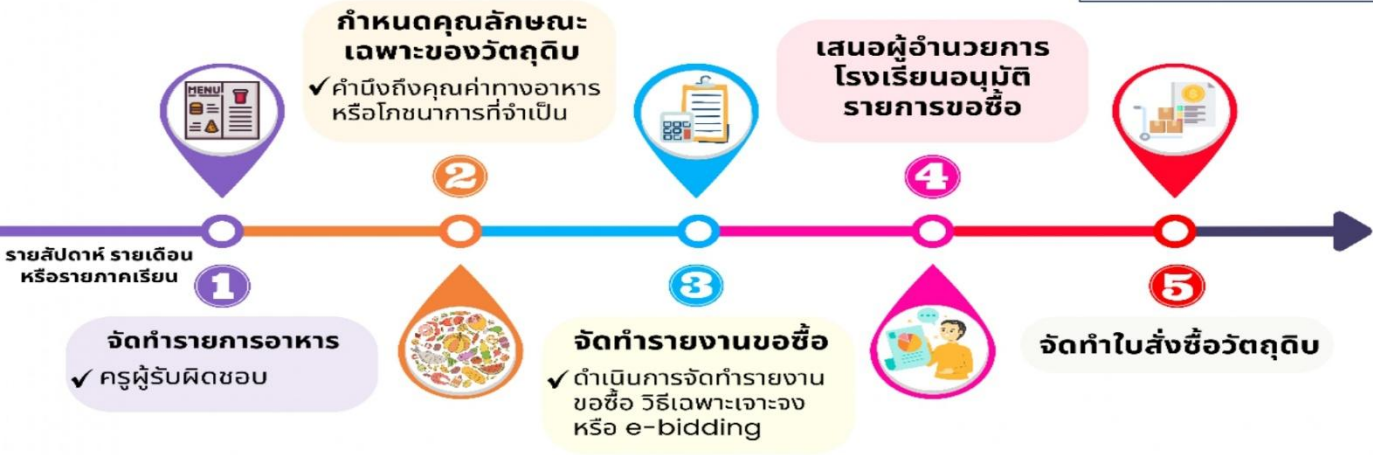 รายสัปดาห์ รายเดือน
หรือรายภาคเรียน
MENU
1
จัดทำรายการอาหาร
✓ ครูผู้รับผิดชอบ
กำหนดคุณลักษณะ
เฉพาะของวัตถุดิบ
✓ คำนึงถึงคุณค่าทางอาหาร
หรือโภชนาการที่จำเป็น
2
3
จัดทำรายงานขอซื้อ
✓ ดำเนินการจัดทำรายงาน
ขอซื้อ วิธีเฉพาะเจาะจง
หรือ e-bidding
เสนอผู้อำนวยการ
โรงเรียนอนุมัติ
รายการขอซื้อ
4
5
จัดทำใบสั่งซื้อวัตถุดิบ